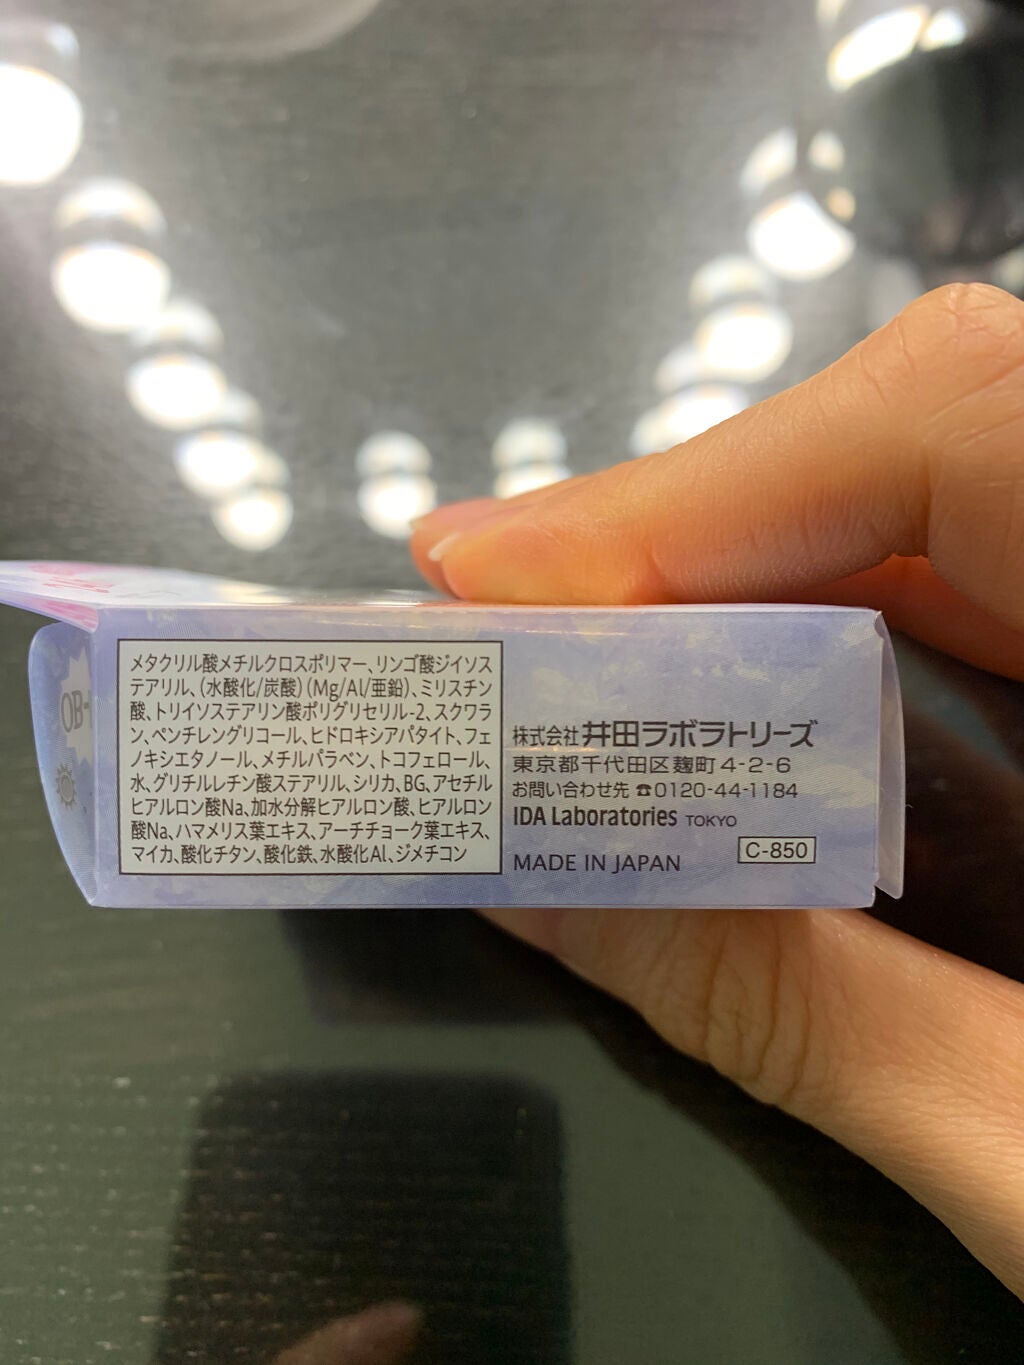 メタクリル酸メチルクロスポリマー、リンゴ酸ジイソス
テアリル、(水酸化/炭酸)(Mg/Al/亜鉛)、ミリスチン
酸、トリイソステアリン酸ポリグリセリル-2、スクワラ
ン、ペンチレングリコール、ヒドロキシアパタイト、フェ
ノキシエタノール、メチルパラベン、トコフェロール、
水、グリチルレチン酸ステアリル、シリカ、BG、アセチル
ヒアルロン酸Na、加水分解ヒアルロン酸、ヒアルロン
酸Na、ハマメリス葉エキス、アーチチョーク葉エキス、
マイカ、酸化チタン、酸化鉄、水酸化Al、ジメチコン
株式会社 井田ラボラトリーズ
東京都千代田区麹町4-2-6
お問い合わせ先 ☎0120-44-1184
IDA Laboratories TOKYO
MADE IN JAPAN
C-850